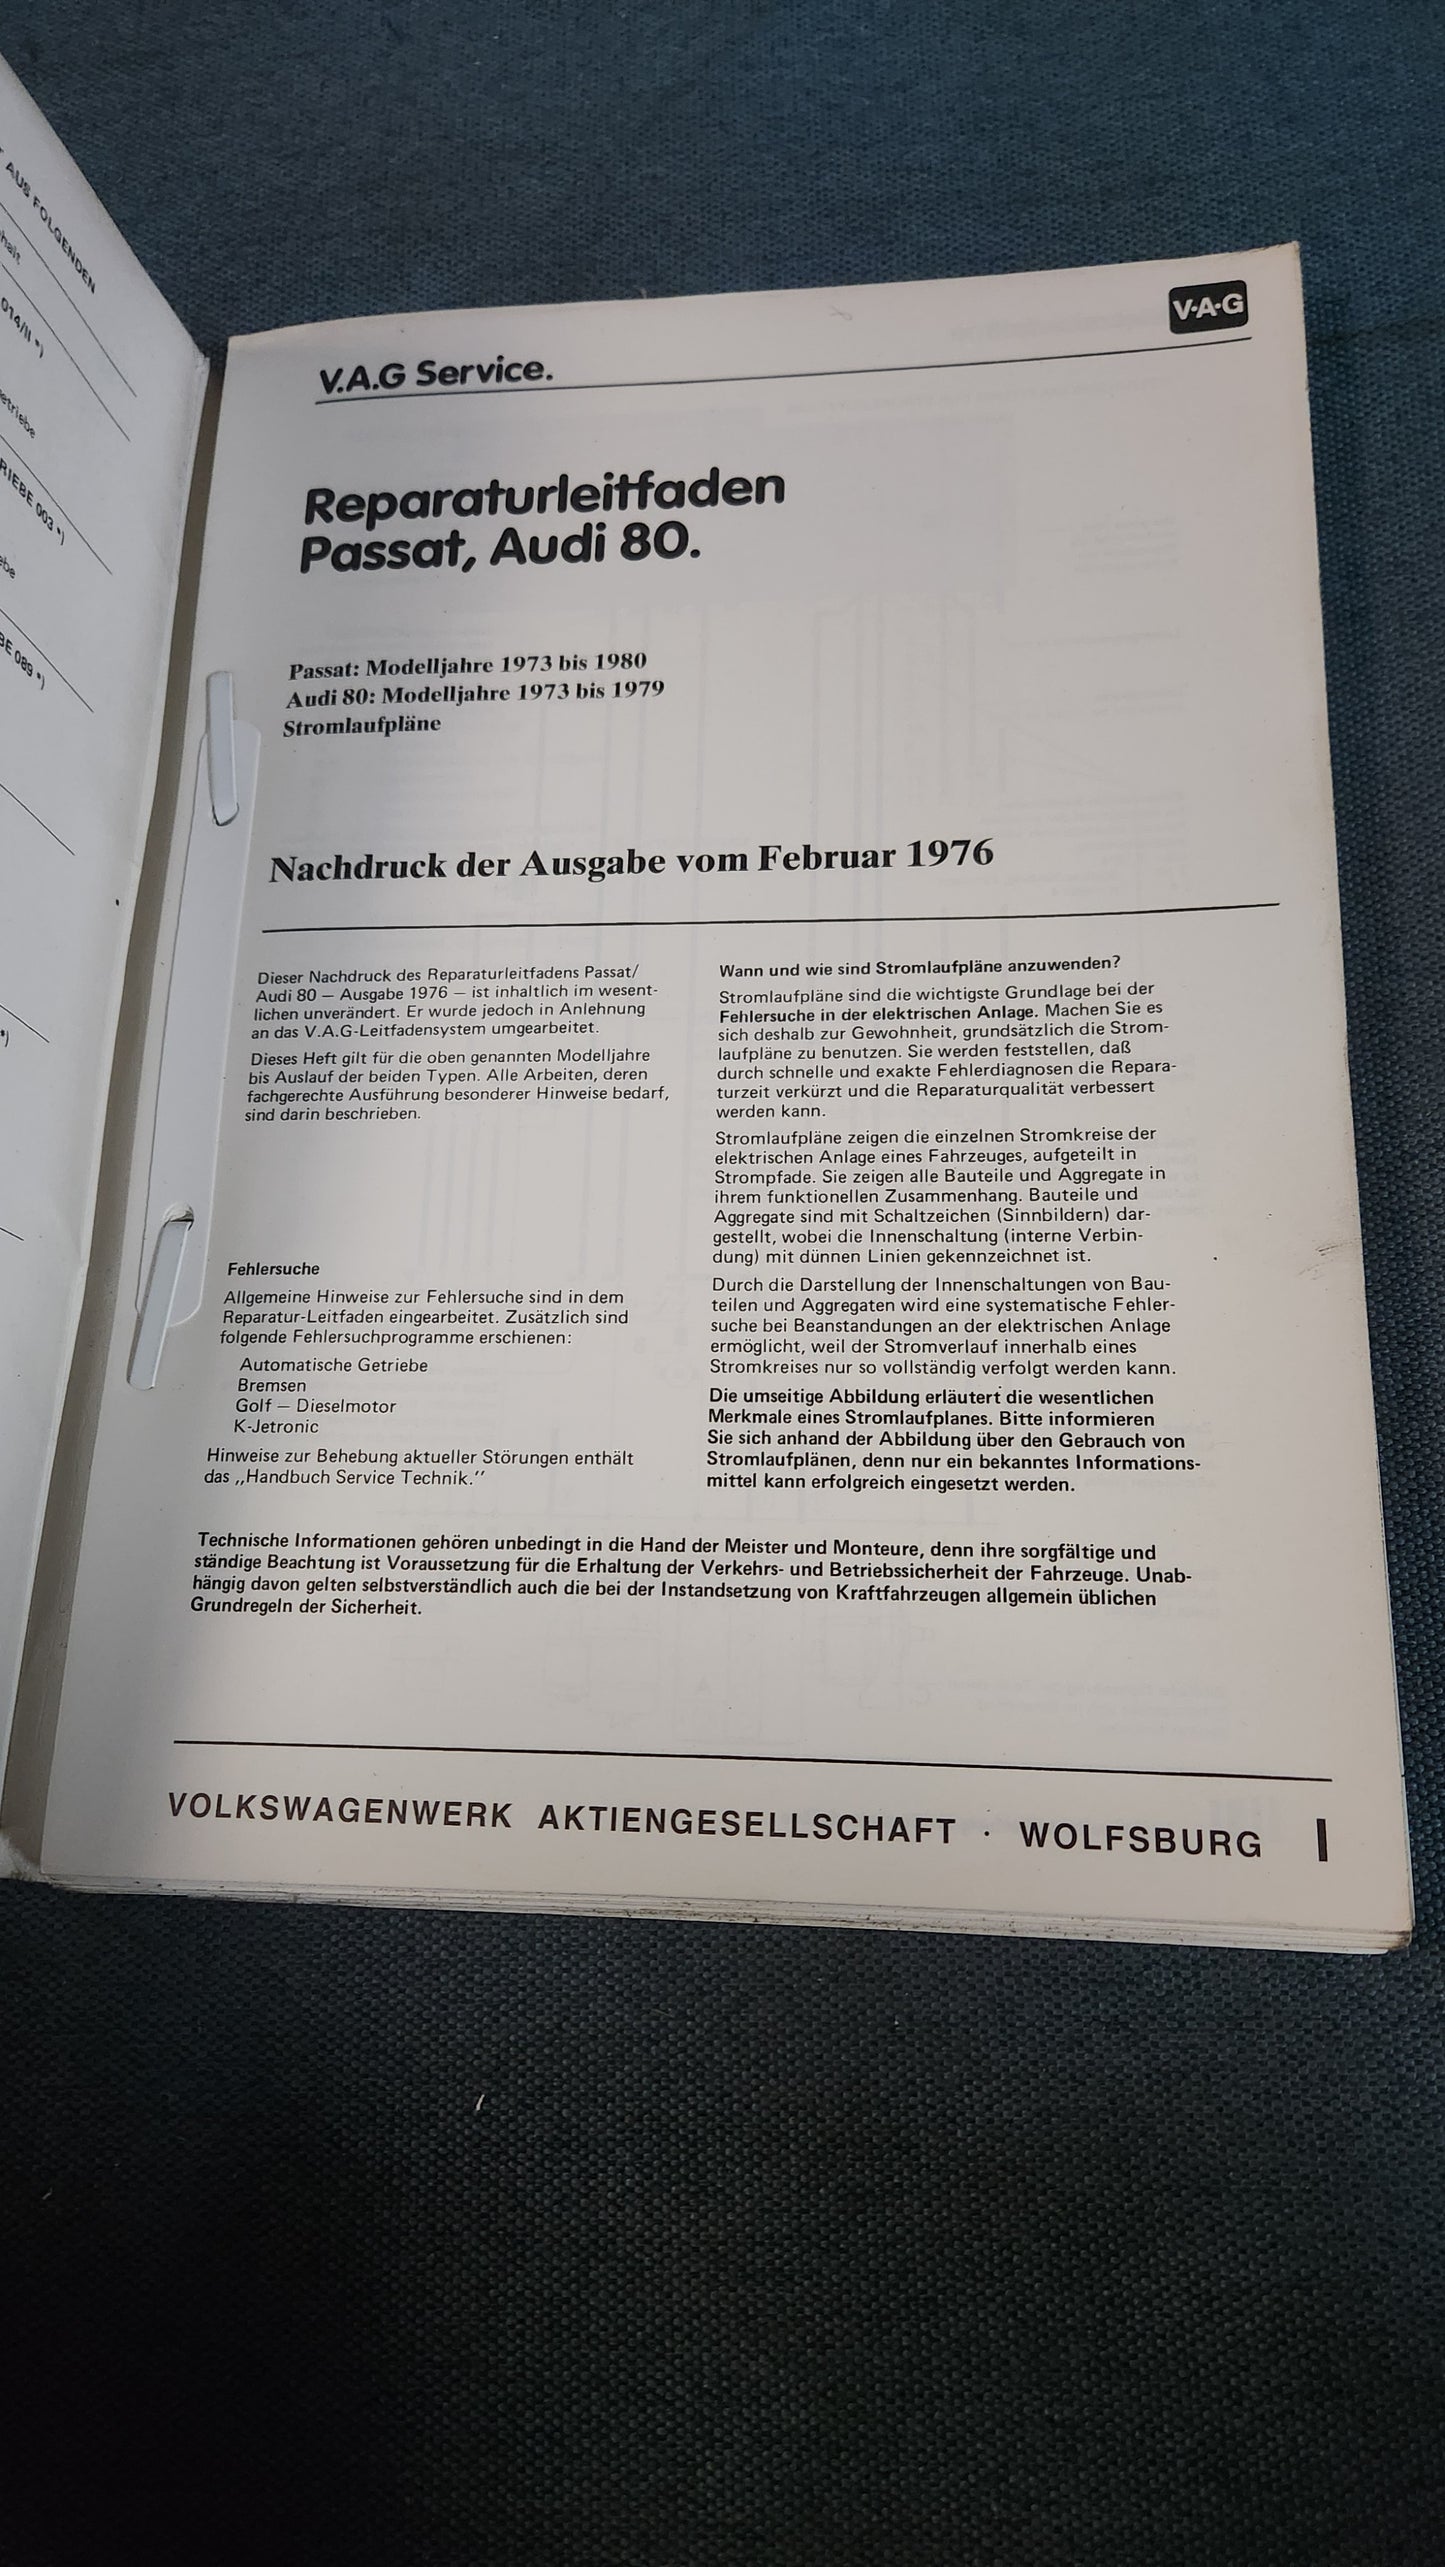 AUS FOLGENDEN
014/II *)
003 *)
089 *)
*)
V·A·G
V.A.G Service.
Reparaturleitfaden
Passat, Audi 80.
Passat: Modelljahre 1973 bis 1980
Audi 80: Modelljahre 1973 bis 1979
Stromlaufpläne
Nachdruck der Ausgabe vom Februar 1976
Dieser Nachdruck des Reparaturleitfadens Passat/
Audi 80 – Ausgabe 1976 – ist inhaltlich im wesent-
lichen unverändert. Er wurde jedoch in Anlehnung
an das V.A.G-Leitfadensystem umgearbeitet.
Dieses Heft gilt für die oben genannten Modelljahre
bis Auslauf der beiden Typen. Alle Arbeiten, deren
fachgerechte Ausführung besonderer Hinweise bedarf,
sind darin beschrieben.
Fehlersuche
Allgemeine Hinweise zur Fehlersuche sind in dem
Reparatur-Leitfaden eingearbeitet. Zusätzlich sind
folgende Fehlersuchprogramme erschienen:
Automatische Getriebe
Bremsen
Golf – Dieselmotor
K-Jetronic
Hinweise zur Behebung aktueller Störungen enthält
das ,,Handbuch Service Technik.''
Wann und wie sind Stromlaufpläne anzuwenden?
Stromlaufpläne sind die wichtigste Grundlage bei der
Fehlersuche in der elektrischen Anlage. Machen Sie es
sich deshalb zur Gewohnheit, grundsätzlich die Strom-
laufpläne zu benutzen. Sie werden feststellen, daß
durch schnelle und exakte Fehlerdiagnosen die Repara-
turzeit verkürzt und die Reparaturqualität verbessert
werden kann.
Stromlaufpläne zeigen die einzelnen Stromkreise der
elektrischen Anlage eines Fahrzeuges, aufgeteilt in
Strompfade. Sie zeigen alle Bauteile und Aggregate in
ihrem funktionellen Zusammenhang. Bauteile und
Aggregate sind mit Schaltzeichen (Sinnbildern) dar-
gestellt, wobei die Innenschaltung (interne Verbin-
dung) mit dünnen Linien gekennzeichnet ist.
Durch die Darstellung der Innenschaltungen von Bau-
teilen und Aggregaten wird eine systematische Fehler-
suche bei Beanstandungen an der elektrischen Anlage
ermöglicht, weil der Stromverlauf innerhalb eines
Stromkreises nur so vollständig verfolgt werden kann.
Die umseitige Abbildung erläutert die wesentlichen
Merkmale eines Stromlaufplanes. Bitte informieren
Sie sich anhand der Abbildung über den Gebrauch von
Stromlaufplänen, denn nur ein bekanntes Informations-
mittel kann erfolgreich eingesetzt werden.
Technische Informationen gehören unbedingt in die Hand der Meister und Monteure, denn ihre sorgfältige und
ständige Beachtung ist Voraussetzung für die Erhaltung der Verkehrs- und Betriebssicherheit der Fahrzeuge. Unab-
hängig davon gelten selbstverständlich auch die bei der Instandsetzung von Kraftfahrzeugen allgemein üblichen
Grundregeln der Sicherheit.
VOLKSWAGENWERK AKTIENGESELLSCHAFT · WOLFSBURG